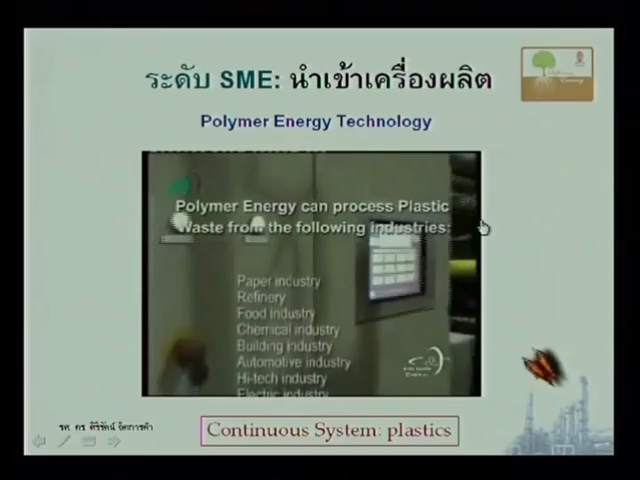 ระดับ SME: นำเข้าเครื่องผลิต
Polymer Energy Technology
Polymer Energy can process Plastic
Waste from the following industries:
Paper industry
Refinery
Food industry
Chemical industry
Building industry
Automotive industry
Hi-tech industry
Electric industry
รศ. ดร. ศิริรัตน์ จิตการค้า
Continuous System: plastics